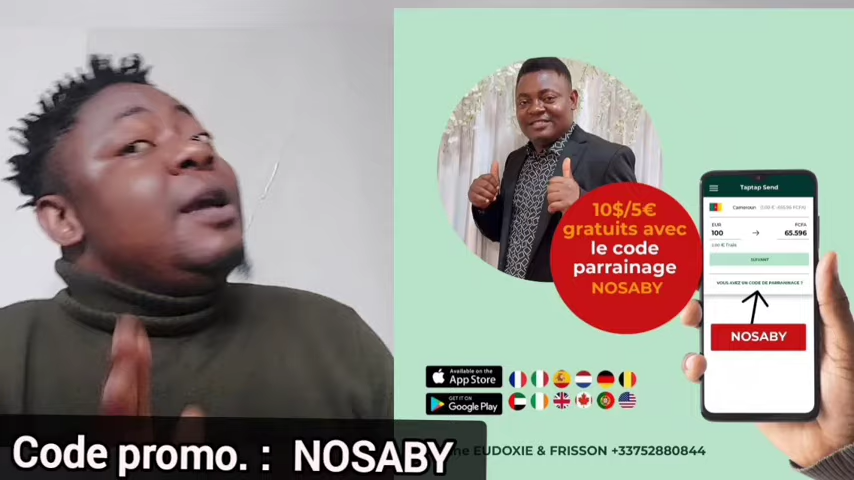 10$/5€
gratuits avec
le code
parrainage
NOSABY
Taptap Send
Cameroun
EUR
FCFA
100
→
65.596
SUIVANT
VOUS AVEZ UN CODE DE PARRAINAGE ?
NOSABY
Available on the
App Store
GET IT ON
Google Play
EUDOXIE & FRISSON +33752880844
Code promo. : NOSABY